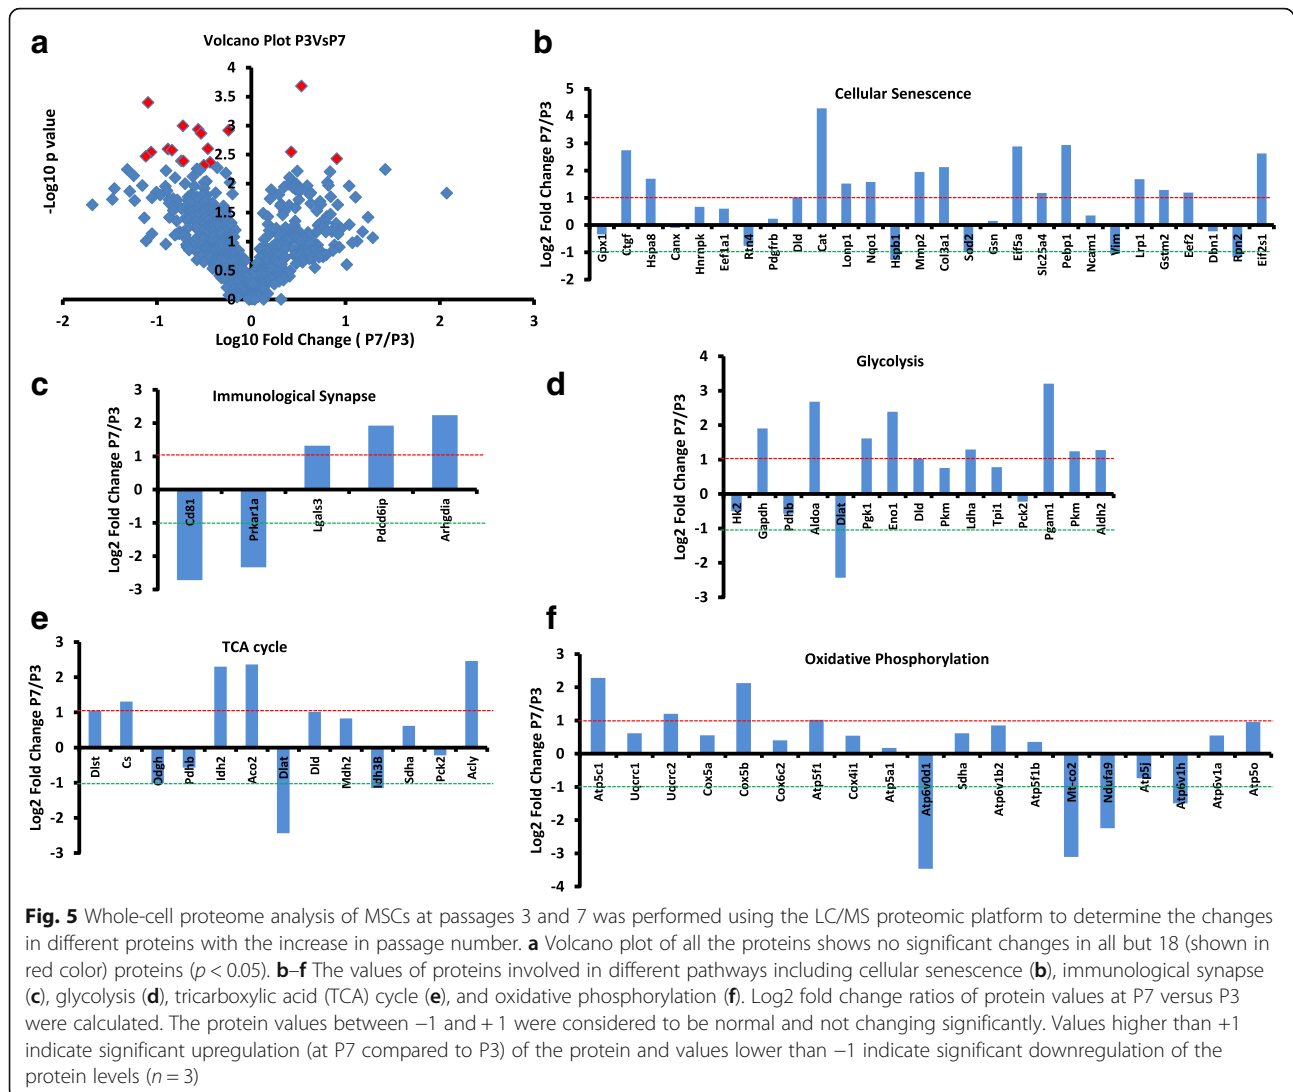 a
Volcano Plot P3VsP7
-Log10 p value
4
3.5
3
2.5
2
1.5
1
0.5
0
-2
-1
0
1
2
3
Log10 Fold Change ( P7/P3)
b
Cellular Senescence
Log2 Fold Change P7/P3
5
4
3
2
1
0
-1
-2
Gpx1
Ctgf
Hspa8
Canx
Hnrnpk
Eef1a1
Rtn4
Pdgfrb
Dld
Cat
Lonp1
Nqo1
Hspb1
Mmp2
Col3a1
Sod2
Gsn
Eif5a
Slc25a4
Pebp1
Ncam1
Vim
Lrp1
Gstm2
Eef2
Dbn1
Rpn2
Eif2s1
c
Immunological Synapse
Log2 Fold Change P7/P3
3
2
1
0
-1
-2
-3
Cd81
Prkar1a
Lgals3
Pdcd6ip
Arhgdia
d
Glycolysis
Log2 Fold Change P7/P3
4
3
2
1
0
-1
-2
-3
Hk2
Gapdh
Pdhb
Aldoa
Dlat
Pgk1
Eno1
Dld
Pkm
Ldha
Tpi1
Pck2
Pgam1
Pkm
Aldh2
e
TCA cycle
Log2 Fold Change P7/P3
3
2
1
0
-1
-2
-3
Dlst
Cs
Odgh
Pdhb
Idh2
Aco2
Dlat
Dld
Mdh2
Idh3B
Sdha
Pck2
Acly
f
Oxidative Phosphorylation
Log2 Fold Change P7/P3
3
2
1
0
-1
-2
-3
-4
Atp5c1
Uqcrc1
Uqcrc2
Cox5a
Cox5b
Cox6c2
Atp5f1
Cox4i1
Atp5a1
Atp6v0d1
Sdha
Atp6v1b2
Atp5f1b
Mt-co2
Ndufa9
Atp5j
Atp6v1h
Atp6v1a
Atp5o
Fig. 5 Whole-cell proteome analysis of MSCs at passages 3 and 7 was performed using the LC/MS proteomic platform to determine the changes
in different proteins with the increase in passage number. a Volcano plot of all the proteins shows no significant changes in all but 18 (shown in
red color) proteins (p < 0.05). b–f The values of proteins involved in different pathways including cellular senescence (b), immunological synapse
(c), glycolysis (d), tricarboxylic acid (TCA) cycle (e), and oxidative phosphorylation (f). Log2 fold change ratios of protein values at P7 versus P3
were calculated. The protein values between −1 and + 1 were considered to be normal and not changing significantly. Values higher than +1
indicate significant upregulation (at P7 compared to P3) of the protein and values lower than −1 indicate significant downregulation of the
protein levels (n = 3)